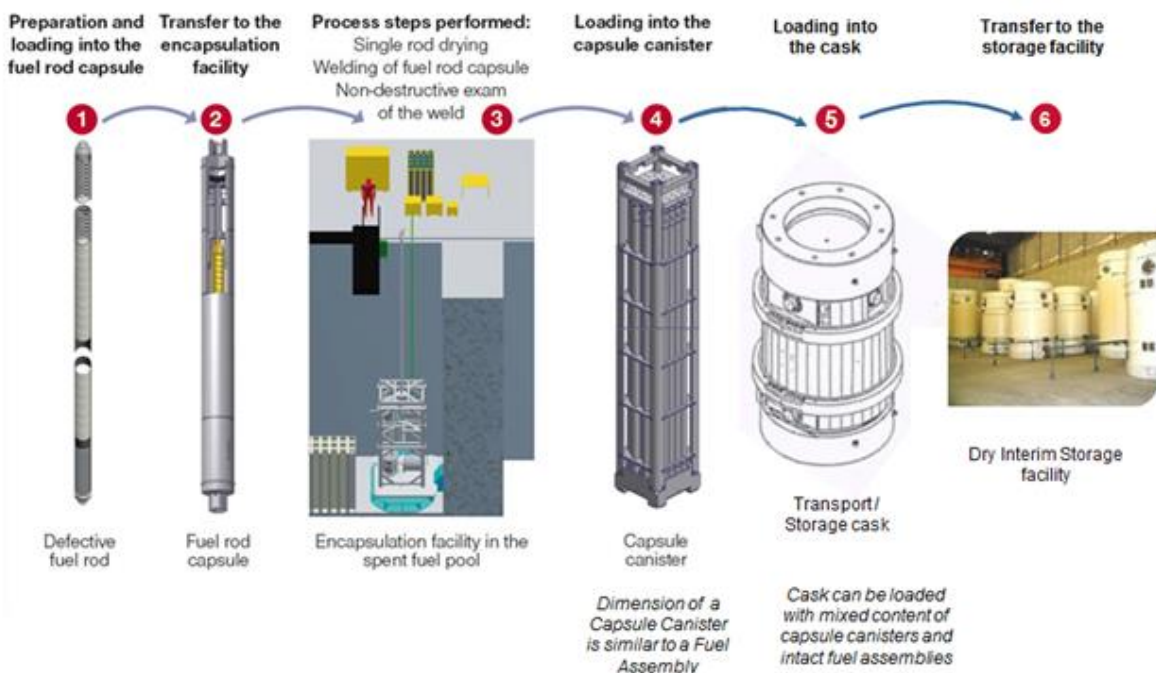 Preparation and
loading into the
fuel rod capsule
Transfer to the
encapsulation
facility
Process steps performed:
Single rod drying
Welding of fuel rod capsule
Non-destructive exam
of the weld
Loading into the
capsule canister
Loading into
the cask
Transfer to the
storage facility
1
2
3
4
5
6
Defective
fuel rod
Fuel rod
capsule
Encapsulation facility in the
spent fuel pool
Capsule
canister
Transport/
Storage cask
Dry Interim Storage
facility
Dimension of a
Capsule Canister
is similar to a Fuel
Assembly
Cask can be loaded
with mixed content of
capsule canisters and
intact fuel assemblies